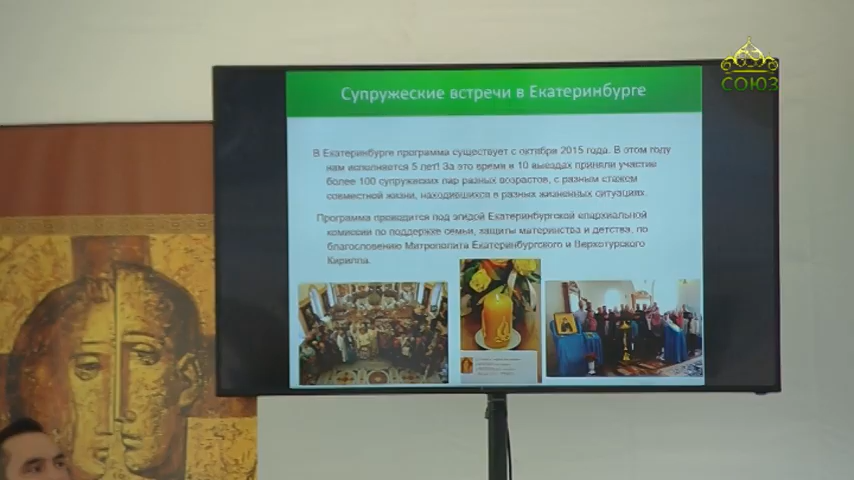 СОЮЗ
Супружеские встречи в Екатеринбурге
В Екатеринбурге программа существует с октября 2015 года. В этом году
нам исполняется 5 лет! За это время в 10 выездах приняли участие
более 100 супружеских пар разных возрастов, с разным стажем
совместной жизни, находившихся в разных жизненных ситуациях.
Программа проводится под эгидой Екатеринбургской епархиальной
комиссии по поддержке семьи, защиты материнства и детства, по
благословению Митрополита Екатеринбургского и Верхотурского
Кирилла.